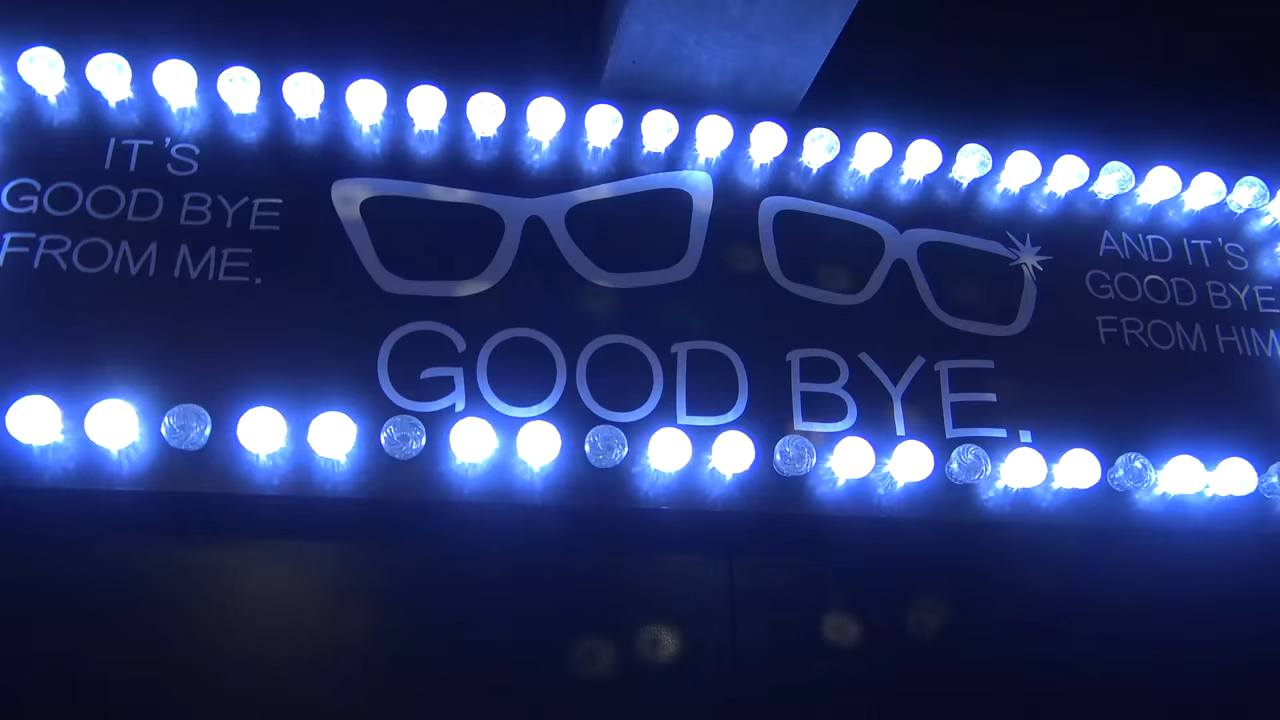 IT'S
GOOD BYE
FROM ME.
GOOD BYE.
AND IT'S
GOOD BYE
FROM HIM